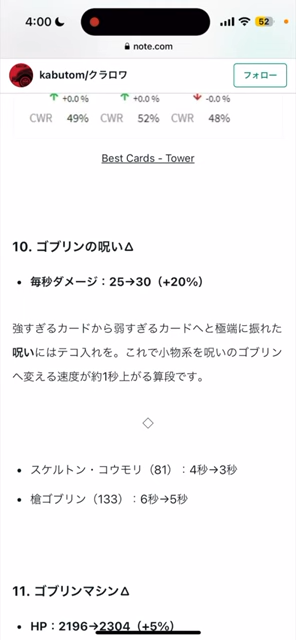 4:00
52
note.com
kabutom/クラロワ
フォロー
+0.0 % +0.0 % -0.0 %
CWR 49% CWR 52% CWR 48%
Best Cards - Tower
10. ゴブリンの呪い△
• 毎秒ダメージ：25→30（+20%）
強すぎるカードから弱すぎるカードへと極端に振れた
呪いにはテコ入れを。これで小物系を呪いのゴブリン
へ変える速度が約1秒上がる算段です。
◇
• スケルトン・コウモリ（81）：4秒→3秒
• 槍ゴブリン（133）：6秒→5秒
11. ゴブリンマシン△
• HP：2196→2304（+5%）